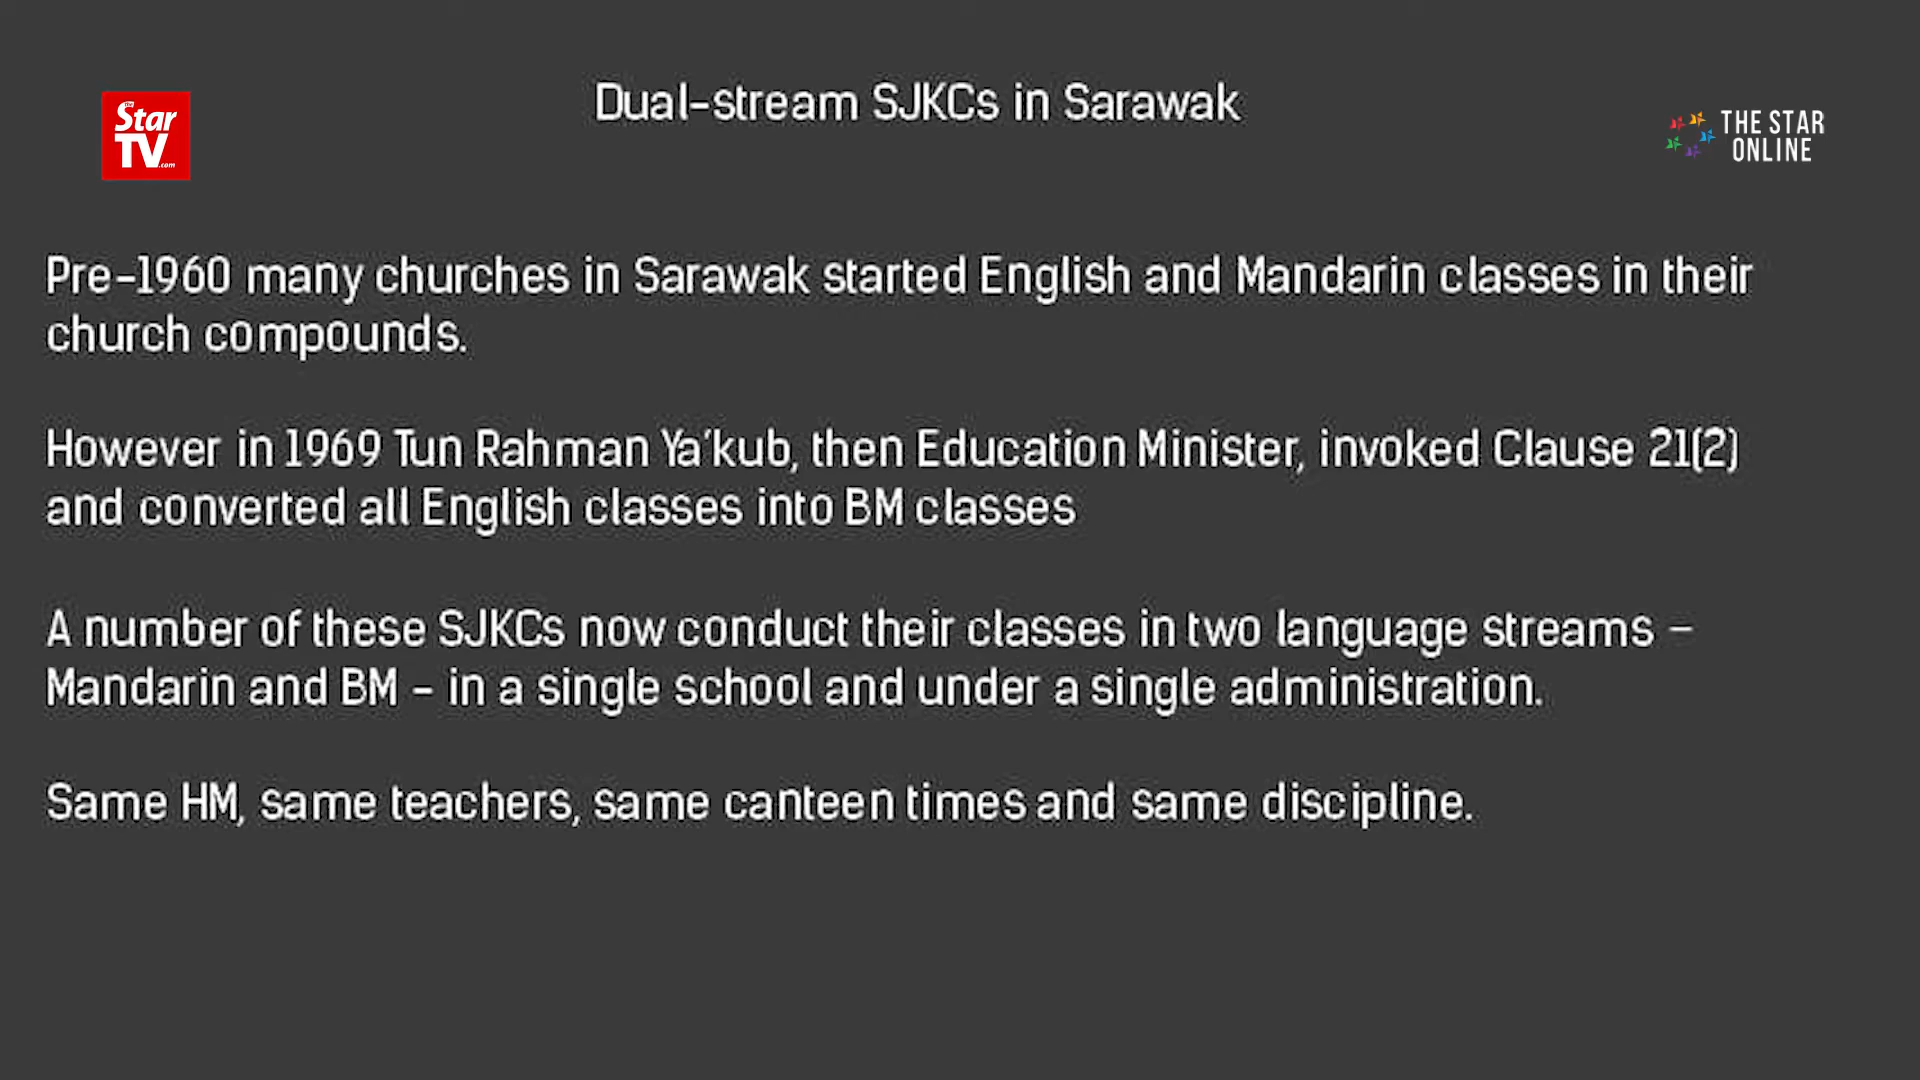 Dual-stream SJKCs in Sarawak
The
Star
TV.com
THE STAR
ONLINE
Pre-1960 many churches in Sarawak started English and Mandarin classes in their
church compounds.
However in 1969 Tun Rahman Ya'kub, then Education Minister, invoked Clause 21(2)
and converted all English classes into BM classes
A number of these SJKCs now conduct their classes in two language streams –
Mandarin and BM – in a single school and under a single administration.
Same HM, same teachers, same canteen times and same discipline.